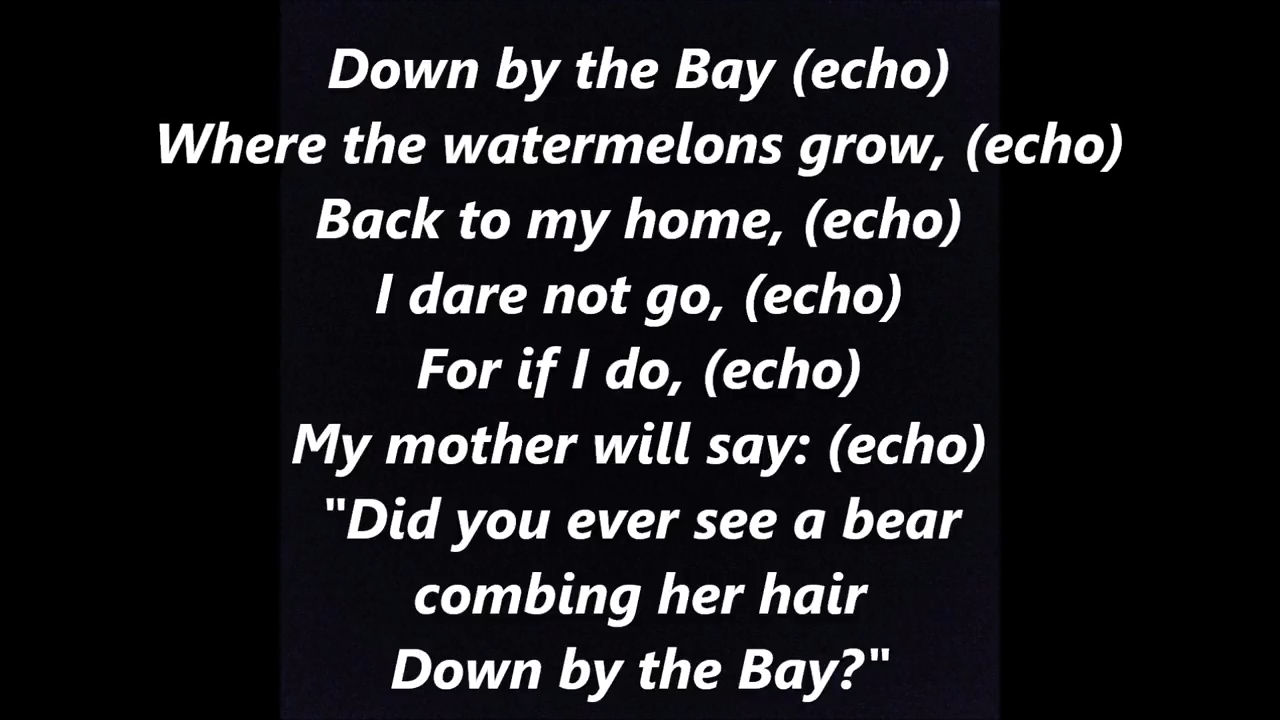 Down by the Bay (echo)
Where the watermelons grow, (echo)
Back to my home, (echo)
I dare not go, (echo)
For if I do, (echo)
My mother will say: (echo)
"Did you ever see a bear
combing her hair
Down by the Bay?"